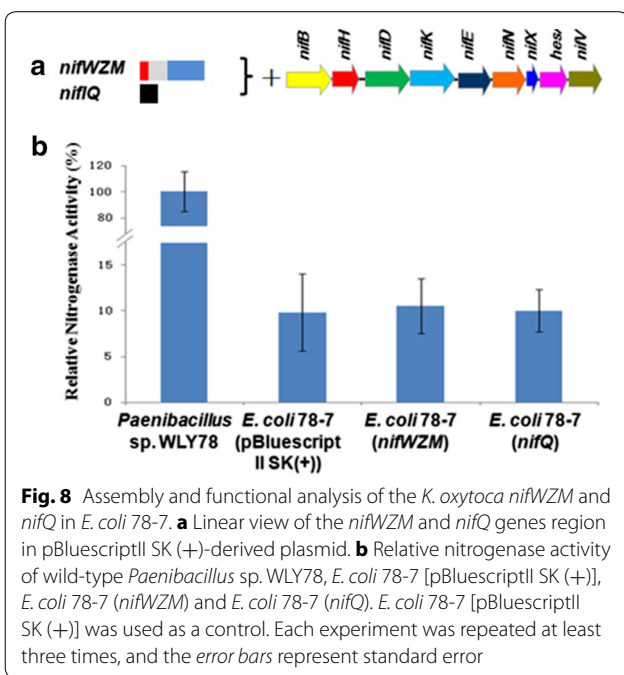 a
nifWZM
nifIQ
} +
nifB nifH nifD nifK nifE nifN nifX hesA nifV
b
Relative Nitrogenase Acitivity (%)
120
100
80
15
10
5
0
Paenibacillus sp. WLY78
E. coli 78-7 (pBluescript II SK(+))
E. coli 78-7 (nifWZM)
E. coli 78-7 (nifQ)
Fig. 8 Assembly and functional analysis of the K. oxytoca nifWZM and
nifQ in E. coli 78-7. a Linear view of the nifWZM and nifQ genes region
in pBluescriptII SK (+)-derived plasmid. b Relative nitrogenase activity
of wild-type Paenibacillus sp. WLY78, E. coli 78-7 [pBluescriptII SK (+)],
E. coli 78-7 (nifWZM) and E. coli 78-7 (nifQ). E. coli 78-7 [pBluescriptII
SK (+)] was used as a control. Each experiment was repeated at least
three times, and the error bars represent standard error